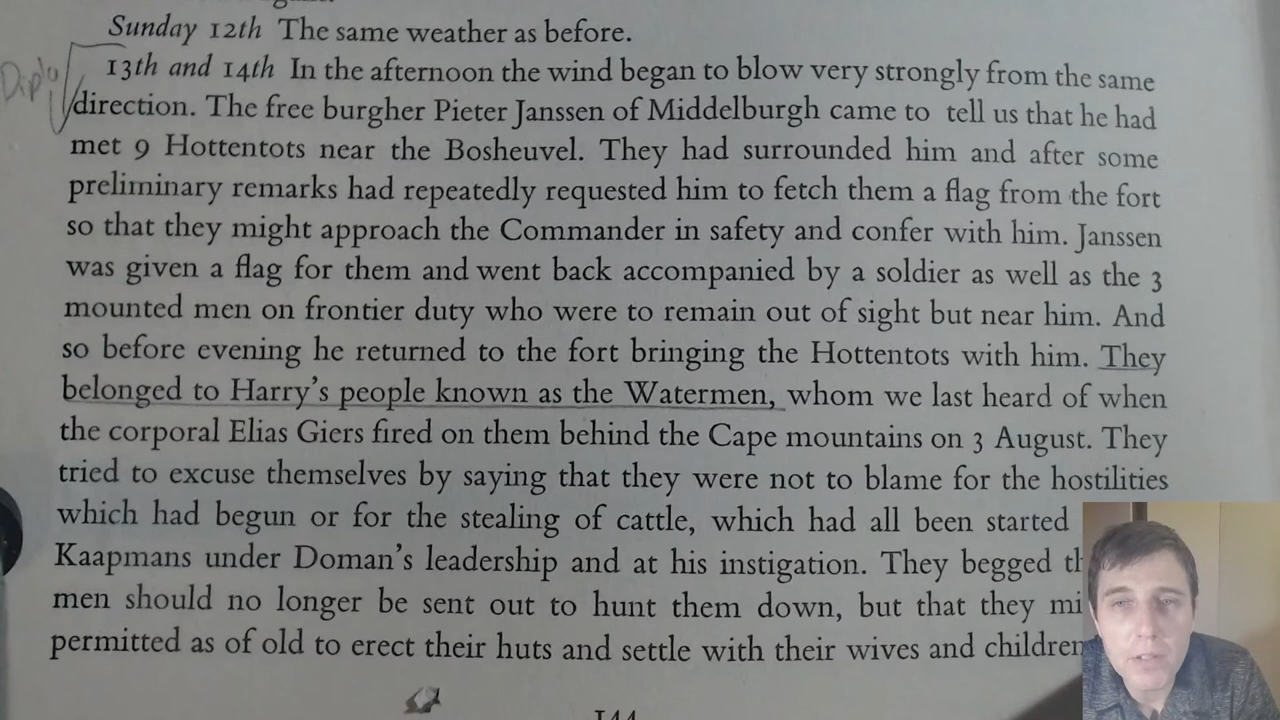 Sunday 12th The same weather as before.
Diplo
13th and 14th In the afternoon the wind began to blow very strongly from the same
direction. The free burgher Pieter Janssen of Middelburgh came to tell us that he had
met 9 Hottentots near the Bosheuvel. They had surrounded him and after some
preliminary remarks had repeatedly requested him to fetch them a flag from the fort
so that they might approach the Commander in safety and confer with him. Janssen
was given a flag for them and went back accompanied by a soldier as well as the 3
mounted men on frontier duty who were to remain out of sight but near him. And
so before evening he returned to the fort bringing the Hottentots with him. They
belonged to Harry's people known as the Watermen, whom we last heard of when
the corporal Elias Giers fired on them behind the Cape mountains on 3 August. They
tried to excuse themselves by saying that they were not to blame for the hostilities
which had begun or for the stealing of cattle, which had all been started
Kaapmans under Doman's leadership and at his instigation. They begged
men should no longer be sent out to hunt them down, but that they
permitted as of old to erect their huts and settle with their wives and children
144